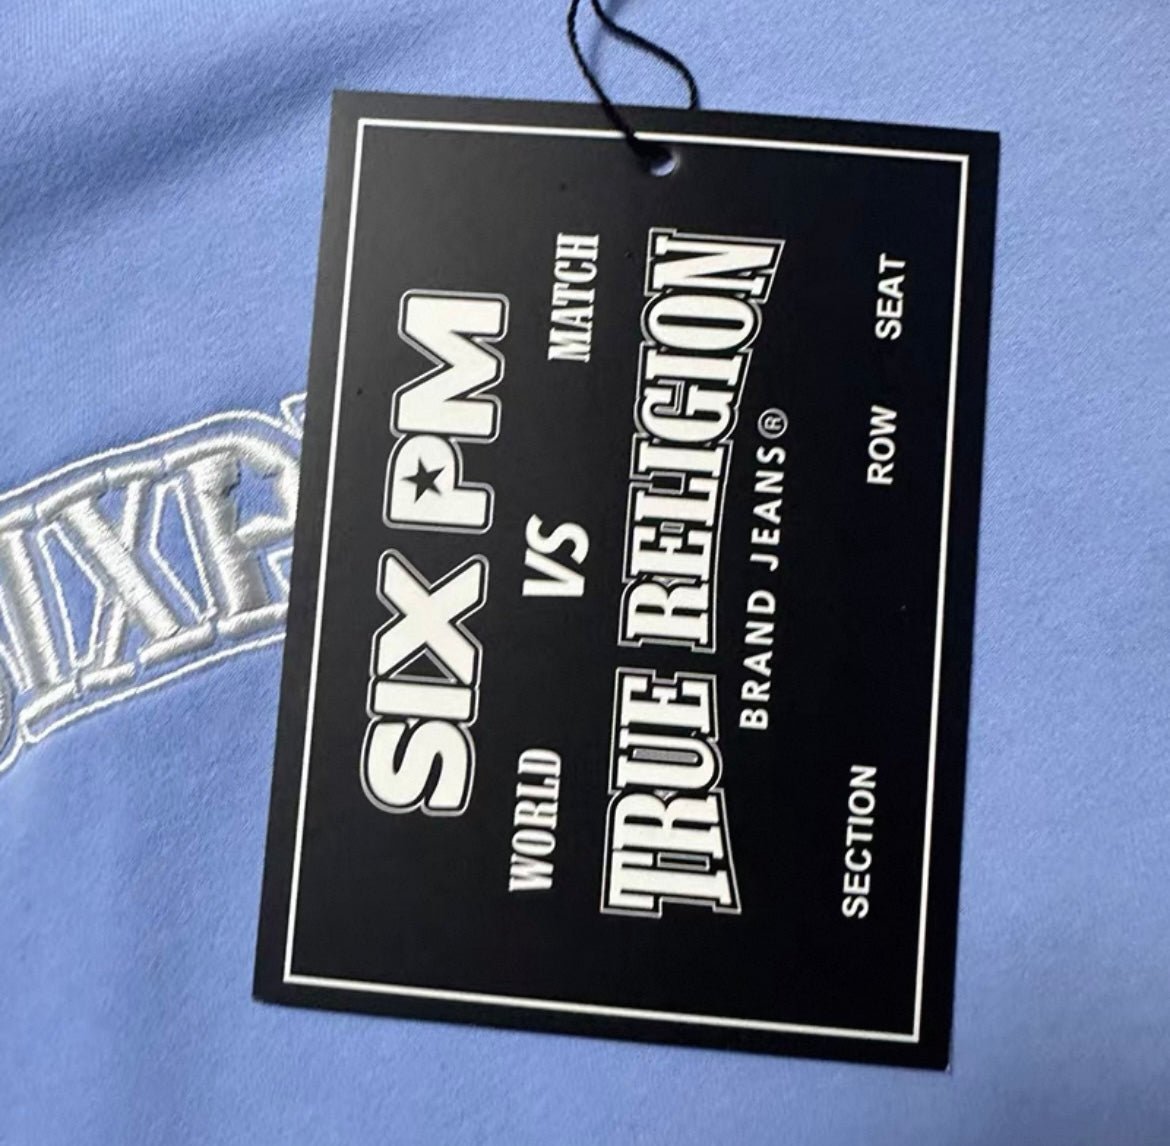 SIX PM
WORLD VS MATCH
TRUE RELIGION
BRAND JEANS®
SECTION ROW SEAT